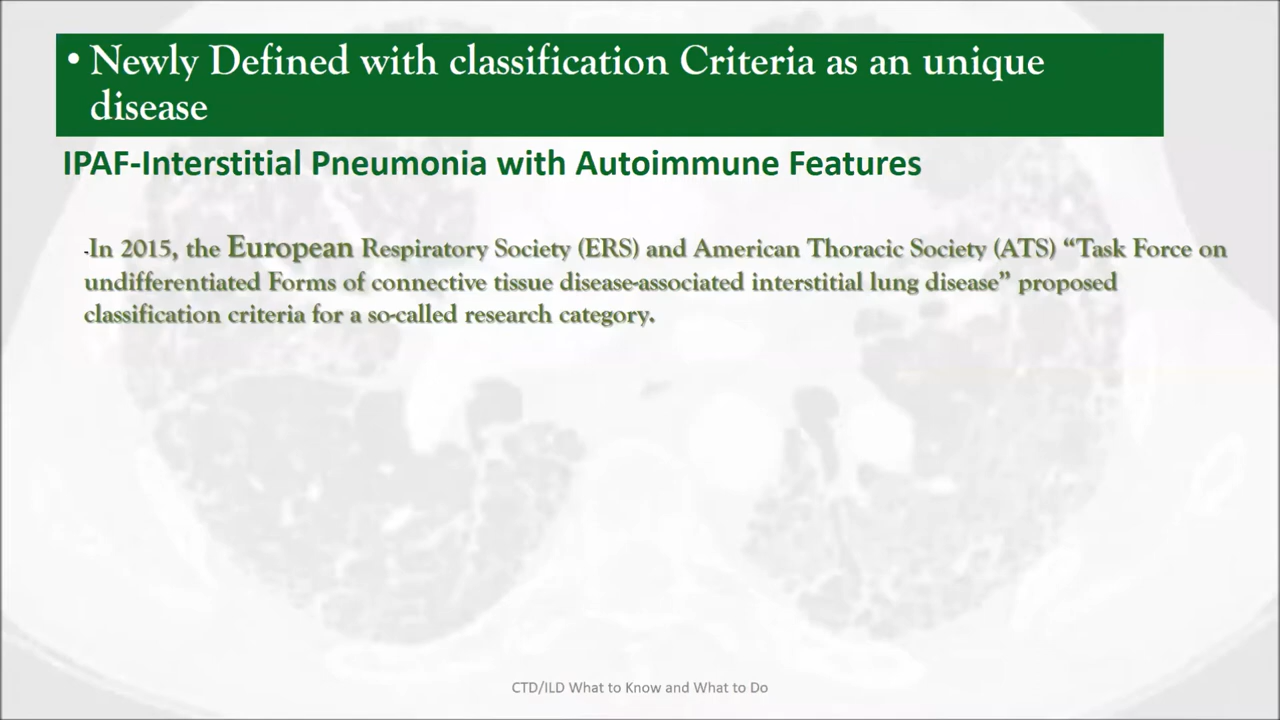 • Newly Defined with classification Criteria as an unique
disease
IPAF-Interstitial Pneumonia with Autoimmune Features
-In 2015, the European Respiratory Society (ERS) and American Thoracic Society (ATS) “Task Force on
undifferentiated Forms of connective tissue disease-associated interstitial lung disease” proposed
classification criteria for a so-called research category.
CTD/ILD What to Know and What to Do